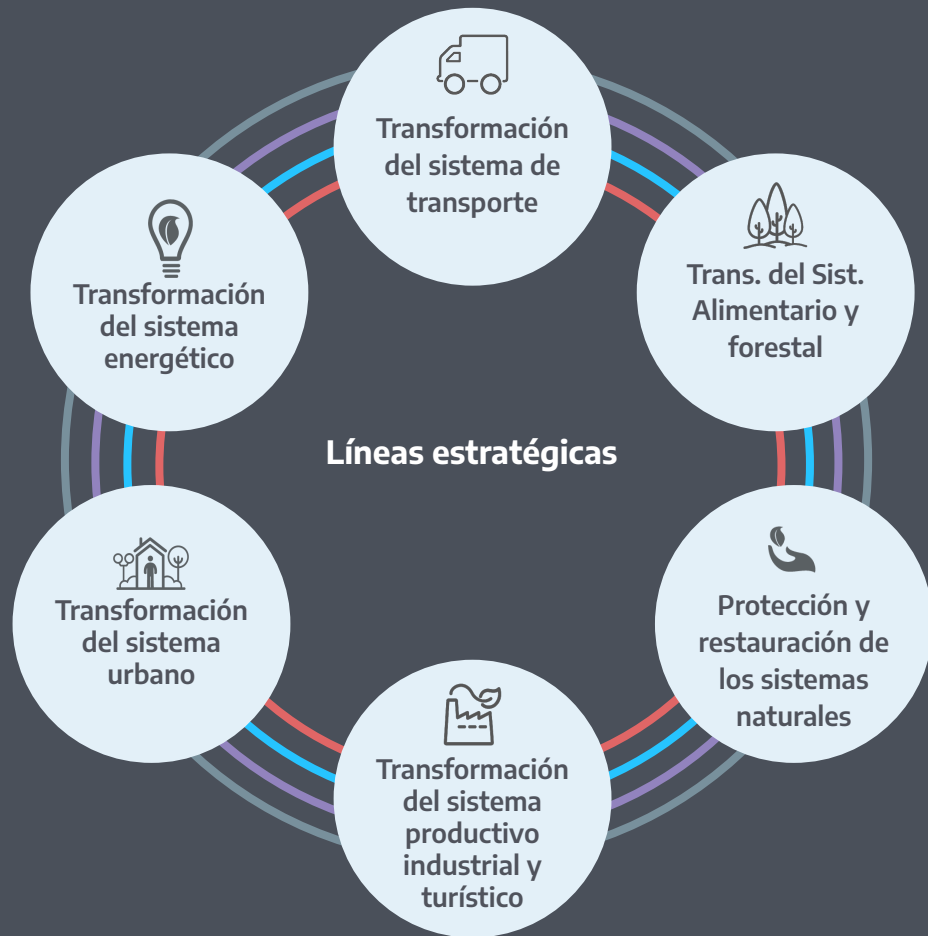 Transformación
del sistema de
transporte
Trans. del Sist.
Alimentario y
forestal
Transformación
del sistema
energético
Líneas estratégicas
Transformación
del sistema
urbano
Protección y
restauración de
los sistemas
naturales
Transformación
del sistema
productivo
industrial y
turístico